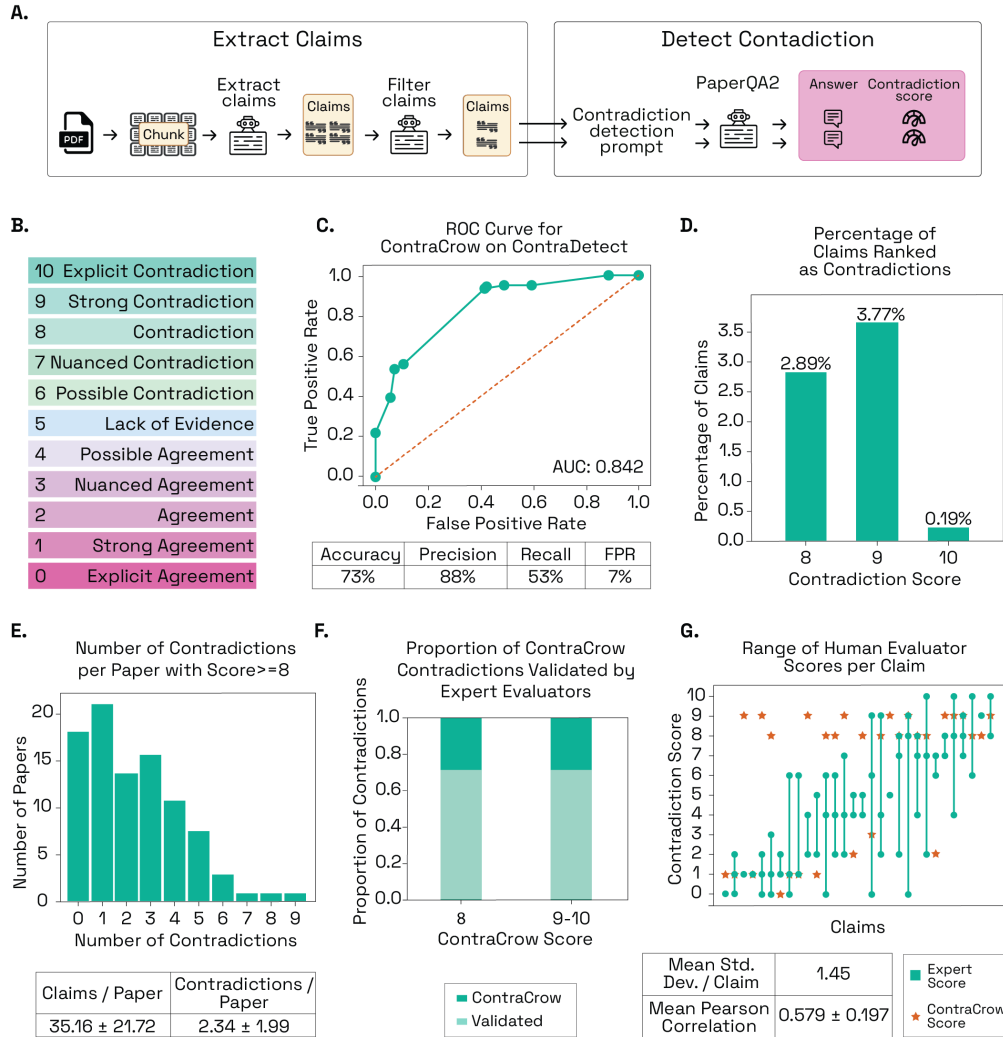 A.
Extract Claims
Detect Contadiction
PDF
Chunk
Extract
claims
Claims
Filter
claims
Claims
Contradiction
detection
prompt
PaperQA2
Answer
Contradiction
score
B.
10 Explicit Contradiction
9 Strong Contradiction
8 Contradiction
7 Nuanced Contradiction
6 Possible Contradiction
5 Lack of Evidence
4 Possible Agreement
3 Nuanced Agreement
2 Agreement
1 Strong Agreement
0 Explicit Agreement
C.
ROC Curve for
ContraCrow on ContraDetect
True Positive Rate
1.0
0.8
0.6
0.4
0.2
0.0
AUC: 0.842
0.0 0.2 0.4 0.6 0.8 1.0
False Positive Rate
Accuracy Precision Recall FPR
73% 88% 53% 7%
D.
Percentage of
Claims Ranked
as Contradictions
Percentage of Claims
3.5
3.0
2.5
2.0
1.5
1.0
0.5
0.0
2.89%
3.77%
0.19%
8 9 10
Contradiction Score
E.
Number of Contradictions
per Paper with Score>=8
Number of Papers
20
15
10
5
0
0 1 2 3 4 5 6 7 8 9
Number of Contradictions
Claims / Paper
Contradictions /
Paper
35.16 ± 21.72 2.34 ± 1.99
F.
Proportion of ContraCrow
Contradictions Validated by
Expert Evaluators
Proportion of Contradictions
1.0
0.8
0.6
0.4
0.2
0.0
8 9-10
ContraCrow Score
ContraCrow
Validated
G.
Range of Human Evaluator
Scores per Claim
Contradiction Score
10
9
8
7
6
5
4
3
2
1
0
Claims
Mean Std.
Dev. / Claim
1.45
Mean Pearson
Correlation
0.579 ± 0.197
Expert
Score
ContraCrow
Score